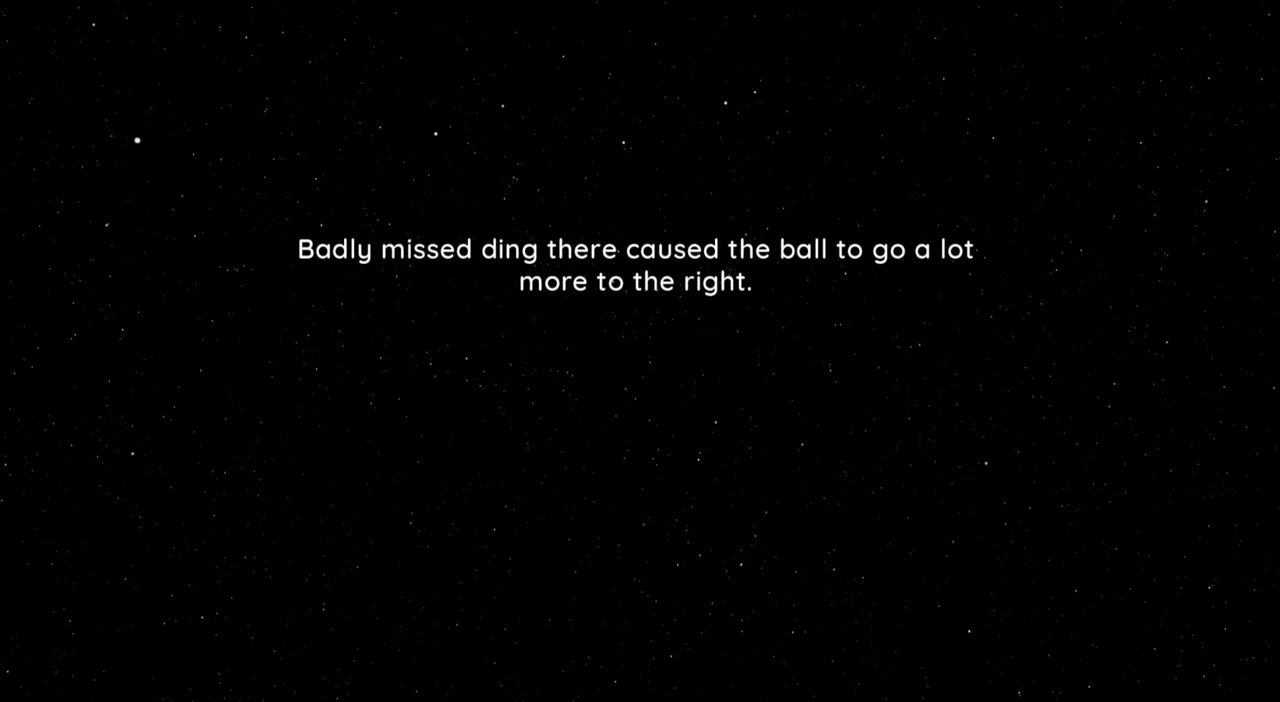 Badly missed ding there caused the ball to go a lot
more to the right.